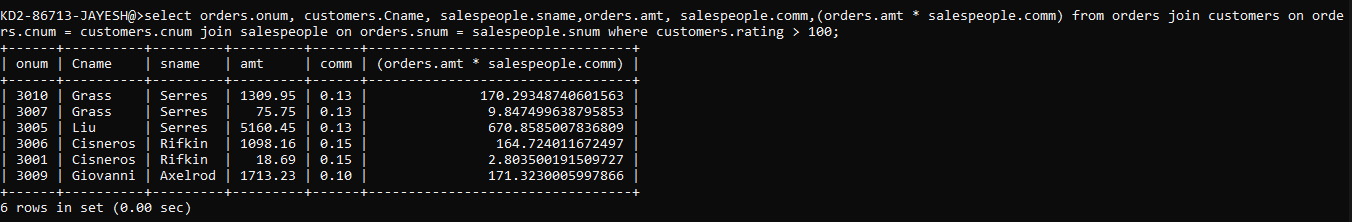 KD2-86713-JAYESH@>select orders.onum, customers.Cname, salespeople.sname,orders.amt, salespeople.comm,(orders.amt * salespeople.comm) from orders join customers on orde
rs.cnum = customers.cnum join salespeople on orders.snum = salespeople.snum where customers.rating > 100;
+------+----------+---------+---------+------+--------------------------------+
| onum | Cname    | sname   | amt     | comm | (orders.amt * salespeople.comm) |
+------+----------+---------+---------+------+--------------------------------+
| 3010 | Grass    | Serres  | 1309.95 | 0.13 |              170.29348740601563 |
| 3007 | Grass    | Serres  |   75.75 | 0.13 |               9.847499638795853 |
| 3005 | Liu      | Serres  | 5160.45 | 0.13 |               670.8585007836809 |
| 3006 | Cisneros | Rifkin  | 1098.16 | 0.15 |                164.724011672497 |
| 3001 | Cisneros | Rifkin  |   18.69 | 0.15 |               2.803500191509727 |
| 3009 | Giovanni | Axelrod | 1713.23 | 0.10 |               171.3230005997866 |
+------+----------+---------+---------+------+--------------------------------+
6 rows in set (0.00 sec)